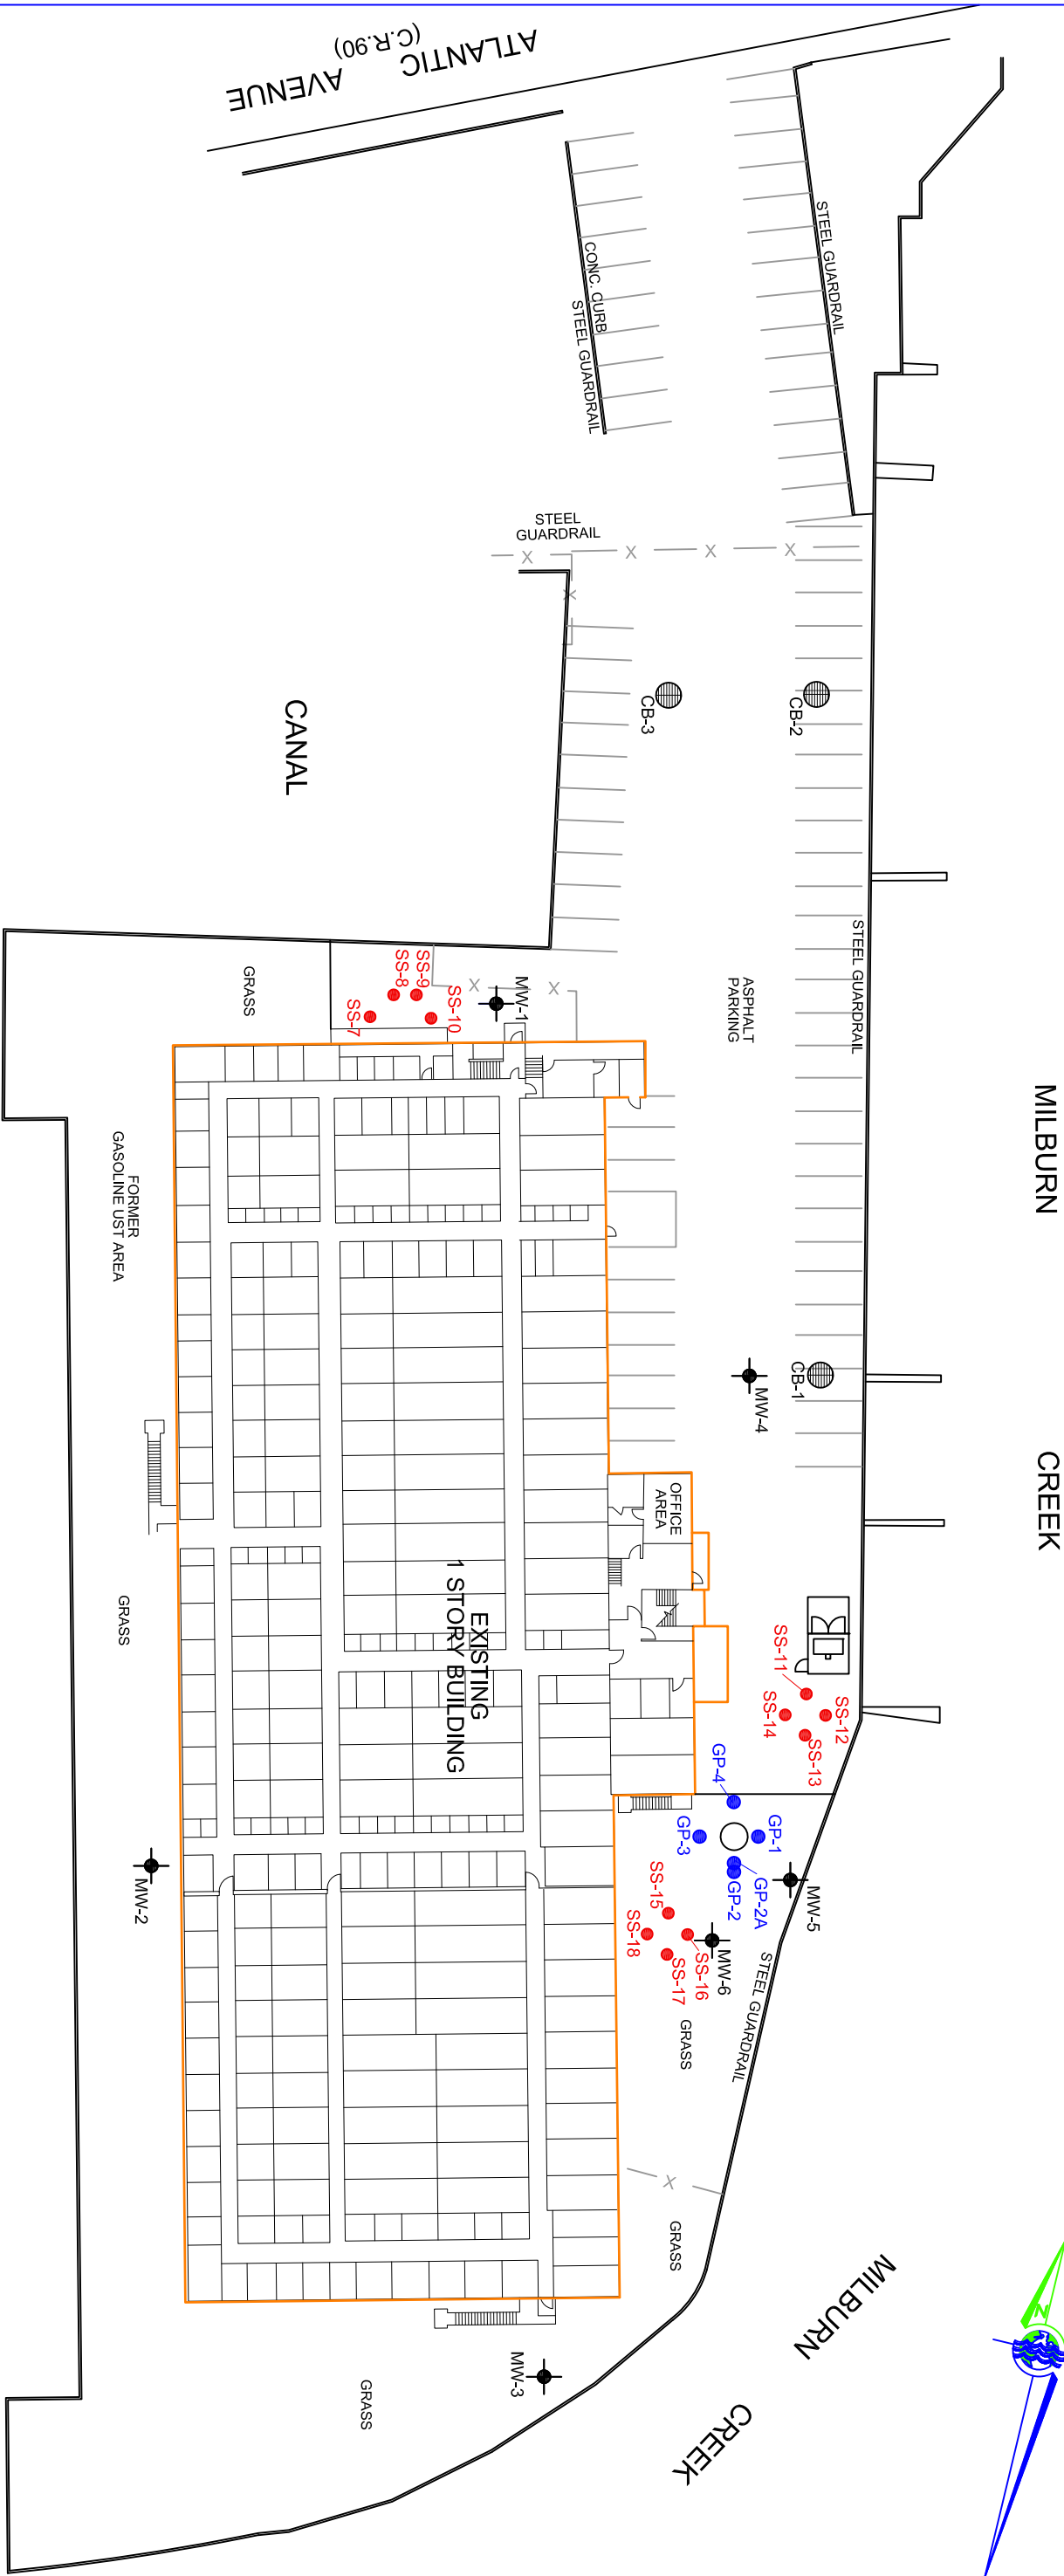 ATLANTIC AVENUE
(C.R.90)
STEEL GUARDRAIL
CONC. CURB
STEEL GUARDRAIL
STEEL
GUARDRAIL
X
X
X
X
X
CB-3
CB-2
CANAL
STEEL GUARDRAIL
ASPHALT
PARKING
GRASS
SS-8
SS-9
SS-10
SS-7
X
X
MW-1
MILBURN CREEK
FORMER
GASOLINE UST AREA
CB-1
MW-4
OFFICE
AREA
GRASS
EXISTING
1 STORY BUILDING
SS-11
SS-12
SS-14
SS-13
GP-4
GP-1
GP-3
GP-2A
GP-2
MW-5
MW-2
SS-15
SS-16
SS-18
SS-17
MW-6
STEEL GUARDRAIL
GRASS
X
GRASS
MILBURN
CREEK
N
MW-3
GRASS